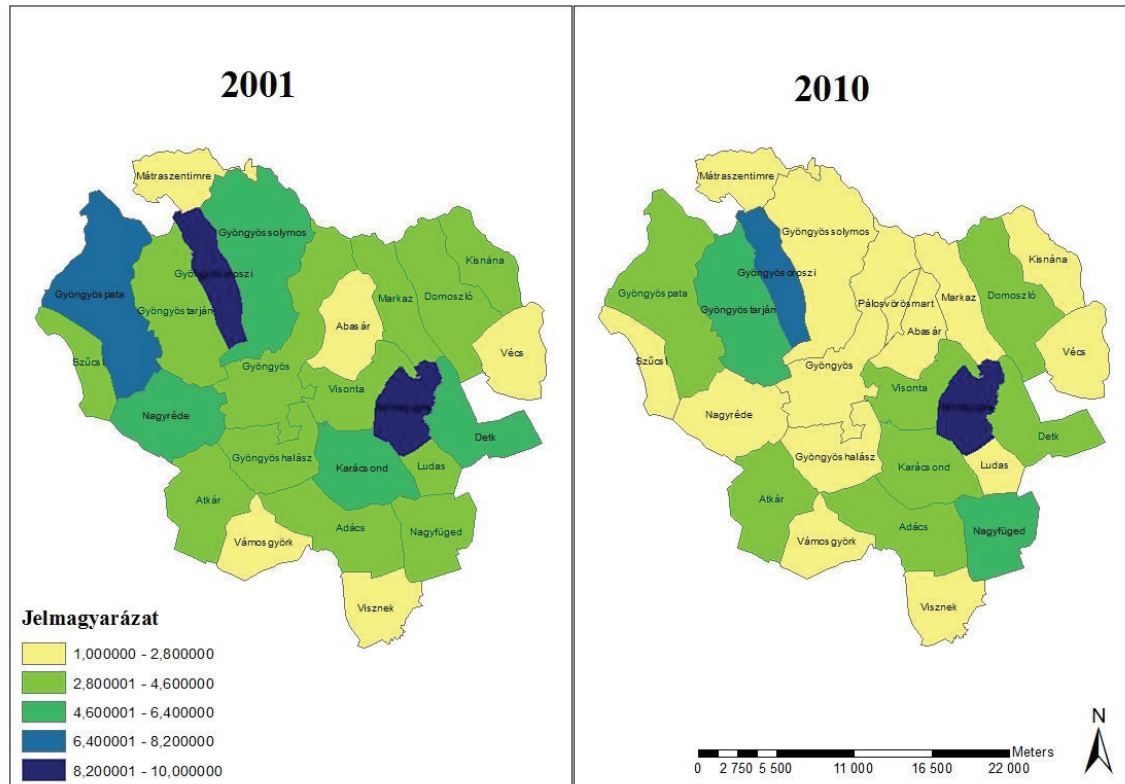 2001
Mátraszentimre
Gyöngyössolymos
Kisnána
Gyöngyösoroszi
Markaz
Domoszló
Gyöngyöspata
Gyöngyöstarján
Abasár
Vécs
Szűcsi
Gyöngyös
Visonta
Nagyréde
Detk
Gyöngyöshalász
Karácsond
Ludas
Atkár
Adács
Nagyfüged
Vámosgyörk
Visznek
Jelmagyarázat
1,000000 - 2,800000
2,800001 - 4,600000
4,600001 - 6,400000
6,400001 - 8,200000
8,200001 - 10,000000
2010
Mátraszentimre
Gyöngyössolymos
Kisnána
Gyöngyösoroszi
Gyöngyöspata
Pálosvörösmart
Markaz
Domoszló
Gyöngyöstarján
Abasár
Vécs
Szűcsi
Gyöngyös
Visonta
Nagyréde
Detk
Gyöngyöshalász
Karácsond
Ludas
Atkár
Adács
Nagyfüged
Vámosgyörk
Visznek
N
Meters
0 2 750 5 500 11 000 16 500 22 000